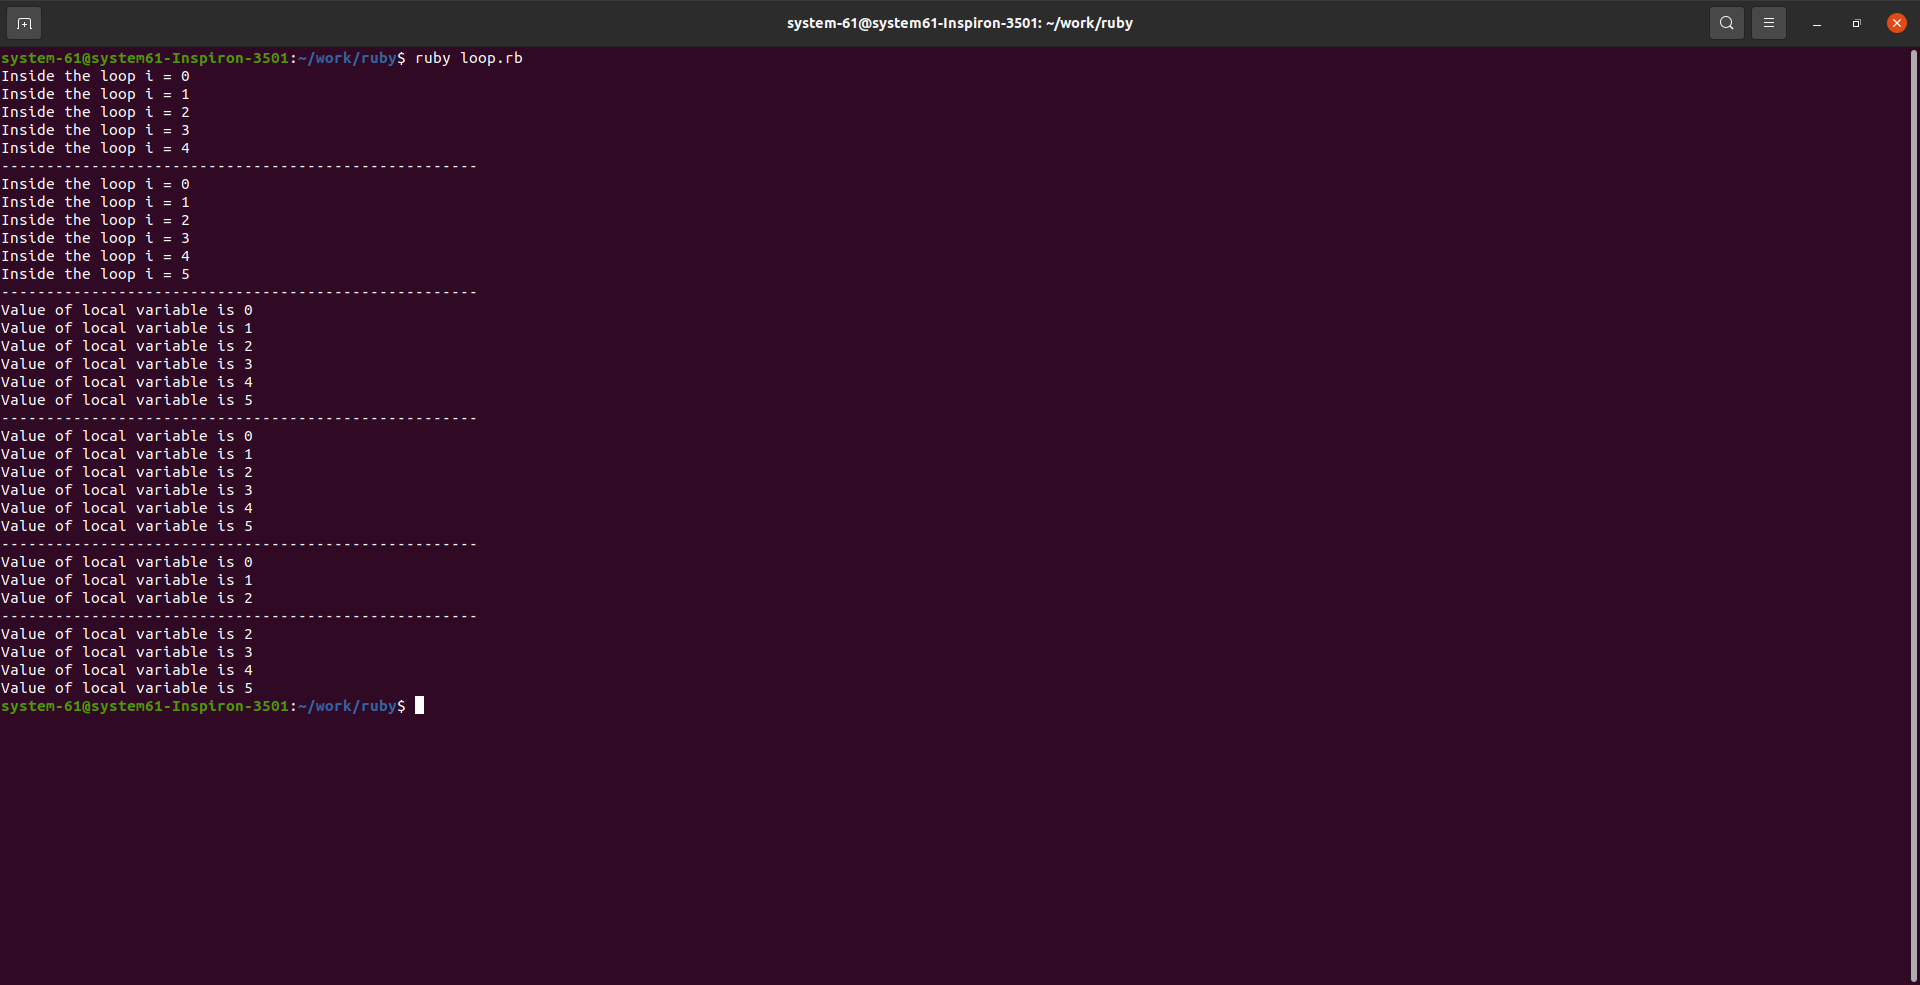 system-61@system61-Inspiron-3501: ~/work/ruby
system-61@system61-Inspiron-3501:~/work/ruby$ ruby loop.rb
Inside the loop i = 0
Inside the loop i = 1
Inside the loop i = 2
Inside the loop i = 3
Inside the loop i = 4
-----------------------------------------------------
Inside the loop i = 0
Inside the loop i = 1
Inside the loop i = 2
Inside the loop i = 3
Inside the loop i = 4
Inside the loop i = 5
-----------------------------------------------------
Value of local variable is 0
Value of local variable is 1
Value of local variable is 2
Value of local variable is 3
Value of local variable is 4
Value of local variable is 5
-----------------------------------------------------
Value of local variable is 0
Value of local variable is 1
Value of local variable is 2
Value of local variable is 3
Value of local variable is 4
Value of local variable is 5
-----------------------------------------------------
Value of local variable is 0
Value of local variable is 1
Value of local variable is 2
-----------------------------------------------------
Value of local variable is 2
Value of local variable is 3
Value of local variable is 4
Value of local variable is 5
system-61@system61-Inspiron-3501:~/work/ruby$